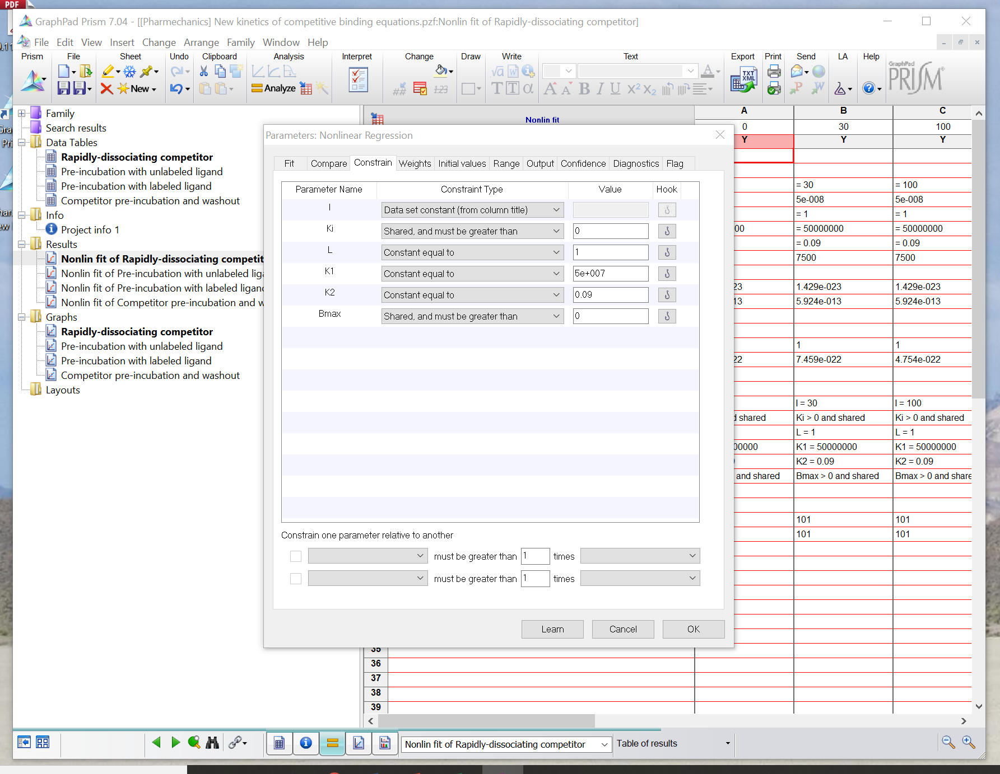 PDF
GraphPad Prism 7.04 - [[Pharmechanics] New kinetics of competitive binding equations.pzf:Nonlin fit of Rapidly-dissociating competitor]
File Edit View Insert Change Arrange Family Window Help
Prism File Sheet Undo Clipboard Analysis Interpret Change Draw Write Text Export Print Send LA Help
New
Analyze
GraphPad
PRISM
Family
Search results
Data Tables
Rapidly-dissociating competitor
Pre-incubation with unlabeled ligand
Pre-incubation with labeled ligand
Competitor pre-incubation and washout
Info
Project info 1
Results
Nonlin fit of Rapidly-dissociating competit
Nonlin fit of Pre-incubation with unlabeled liga
Nonlin fit of Pre-incubation with labeled ligand
Nonlin fit of Competitor pre-incubation and w
Graphs
Rapidly-dissociating competitor
Pre-incubation with unlabeled ligand
Pre-incubation with labeled ligand
Competitor pre-incubation and washout
Layouts
Nonlin fit
A B C
0 30 100
Y Y Y
= 30 = 100
5e-008 5e-008
= 1 = 1
00 = 50000000 = 50000000
= 0.09 = 0.09
7500 7500
23 1.429e-023 1.429e-023
13 5.924e-013 5.924e-013
1 1
22 7.459e-022 4.754e-022
I = 30 I = 100
d shared Ki > 0 and shared Ki > 0 and shared
L = 1 L = 1
00000 K1 = 50000000 K1 = 50000000
K2 = 0.09 K2 = 0.09
and shared Bmax > 0 and shared Bmax > 0 and share
101 101
101 101
35
36
37
38
39
Parameters: Nonlinear Regression
Fit Compare Constrain Weights Initial values Range Output Confidence Diagnostics Flag
Parameter Name Constraint Type Value Hook
I Data set constant (from column title)
Ki Shared, and must be greater than 0
L Constant equal to 1
K1 Constant equal to 5e+007
K2 Constant equal to 0.09
Bmax Shared, and must be greater than 0
Constrain one parameter relative to another
must be greater than 1 times
must be greater than 1 times
Learn Cancel OK
Nonlin fit of Rapidly-dissociating competitor Table of results